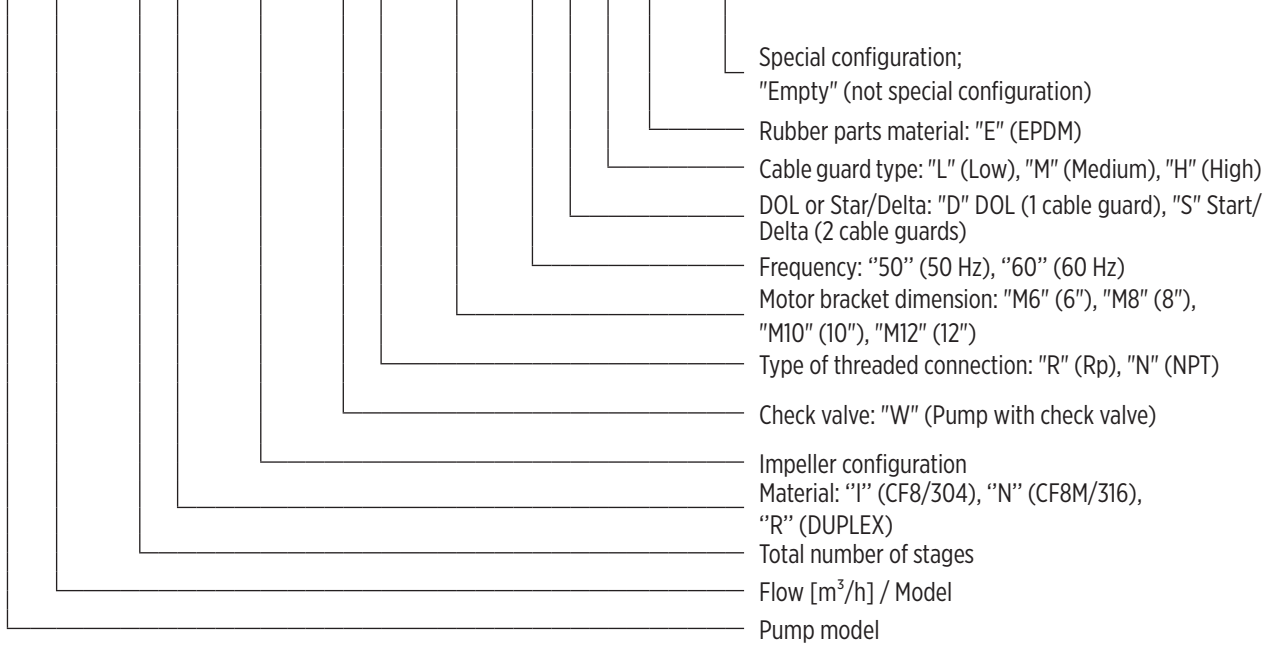 Special configuration;
"Empty" (not special configuration)
Rubber parts material: "E" (EPDM)
Cable guard type: "L" (Low), "M" (Medium), "H" (High)
DOL or Star/Delta: "D" DOL (1 cable guard), "S" Start/
Delta (2 cable guards)
Frequency: ‘’50’’ (50 Hz), ‘’60’’ (60 Hz)
Motor bracket dimension: "M6" (6"), "M8" (8"),
"M10" (10"), "M12" (12")
Type of threaded connection: "R" (Rp), "N" (NPT)
Check valve: "W" (Pump with check valve)
Impeller configuration
Material: ‘’I’’ (CF8/304), ‘’N’’ (CF8M/316),
‘’R’’ (DUPLEX)
Total number of stages
Flow [m³/h] / Model
Pump model